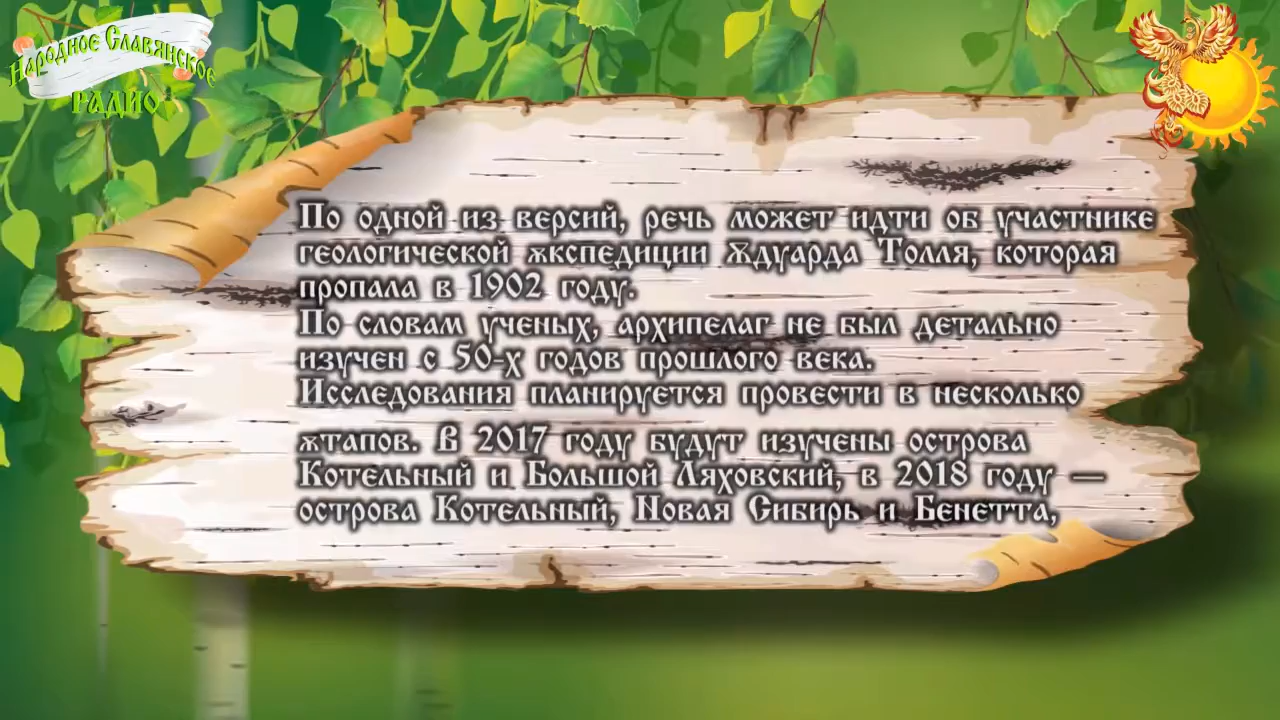 Народное Славянское
РАДИО
По одной из версий, речь может идти об участнике
геологической экспедиции Эдуарда Толля, которая
пропала в 1902 году.
По словам ученых, архипелаг не был детально
изучен с 50-х годов прошлого века.
Исследования планируется провести в несколько
этапов. В 2017 году будут изучены острова
Котельный и Большой Ляховский, в 2018 году —
острова Котельный, Новая Сибирь и Бенетта,